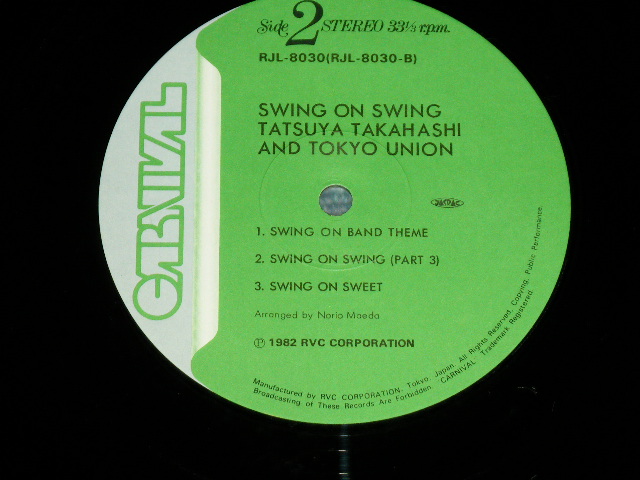 Side 2 STEREO 33⅓ r.p.m.
RJL-8030(RJL-8030-B)
CARNIVAL
SWING ON SWING
TATSUYA TAKAHASHI
AND TOKYO UNION
JASRAC
1. SWING ON BAND THEME
2. SWING ON SWING (PART 3)
3. SWING ON SWEET
Arranged by Norio Maeda
Ⓟ 1982 RVC CORPORATION
Manufactured by RVC CORPORATION. Tokyo. Japan. All Rights Reserved. Copying, Public Performance.
Broadcasting of These Records Are Forbidden. CARNIVAL Trademark Registered.